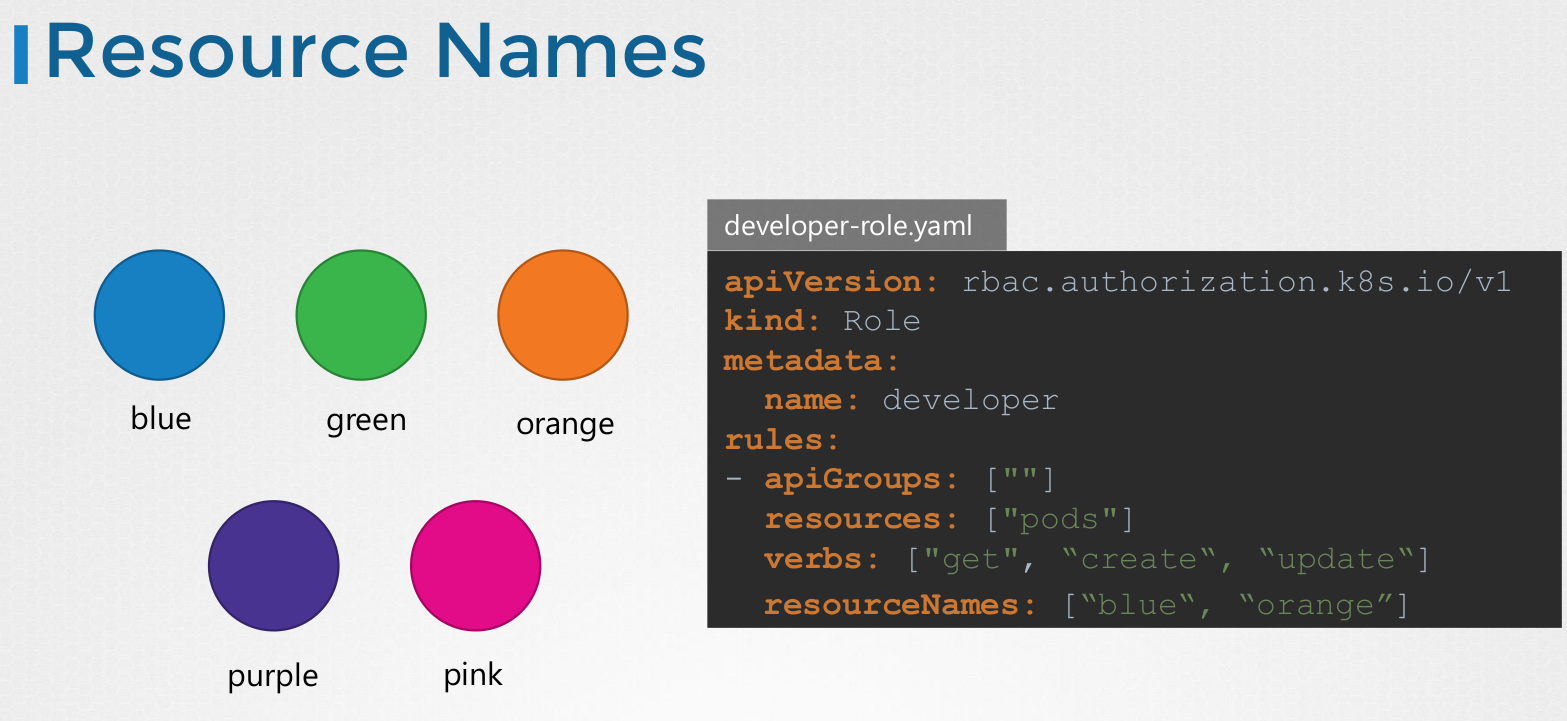 Resource Names
blue
green
orange
purple
pink
developer-role.yaml
apiVersion: rbac.authorization.k8s.io/v1
kind: Role
metadata:
  name: developer
rules:
- apiGroups: [""]
  resources: ["pods"]
  verbs: ["get", “create“, “update“]
  resourceNames: [“blue“, “orange”]